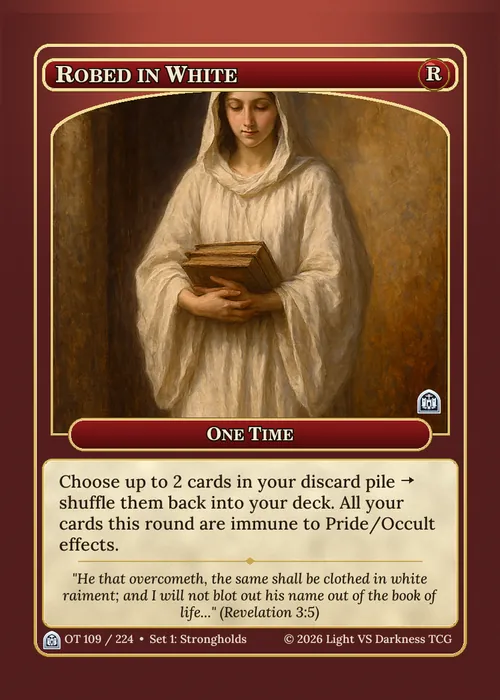 Robed in White
R
One Time
Choose up to 2 cards in your discard pile →
shuffle them back into your deck. All your
cards this round are immune to Pride/Occult
effects.
"He that overcometh, the same shall be clothed in white
raiment; and I will not blot out his name out of the book of
life..." (Revelation 3:5)
OT 109 / 224 • Set 1: Strongholds © 2026 Light VS Darkness TCG